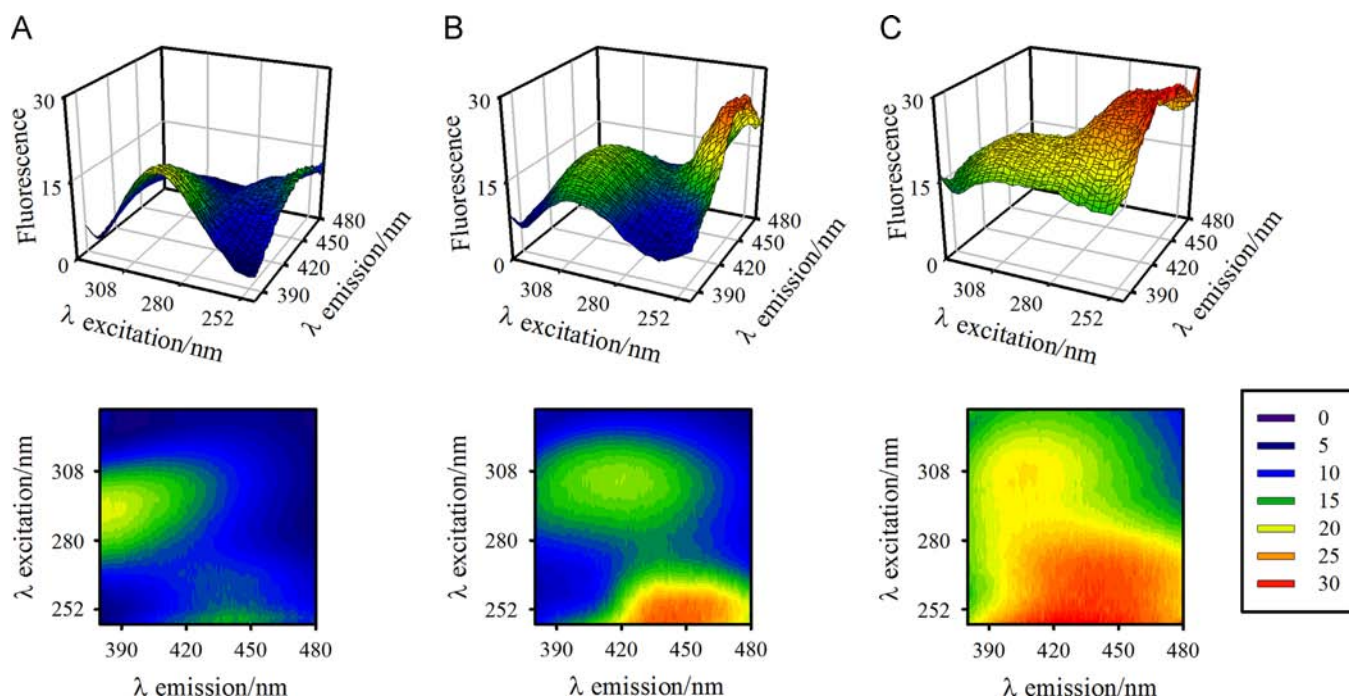 A
B
C
30
15
0
Fluorescence
308
280
252
λ excitation/nm
390
420
450
480
λ emission/nm
30
15
0
Fluorescence
308
280
252
λ excitation/nm
390
420
450
480
λ emission/nm
30
15
0
Fluorescence
308
280
252
λ excitation/nm
390
420
450
480
λ emission/nm
λ excitation/nm
308
280
252
390 420 450 480
λ emission/nm
λ excitation/nm
308
280
252
390 420 450 480
λ emission/nm
λ excitation/nm
308
280
252
390 420 450 480
λ emission/nm
0
5
10
15
20
25
30